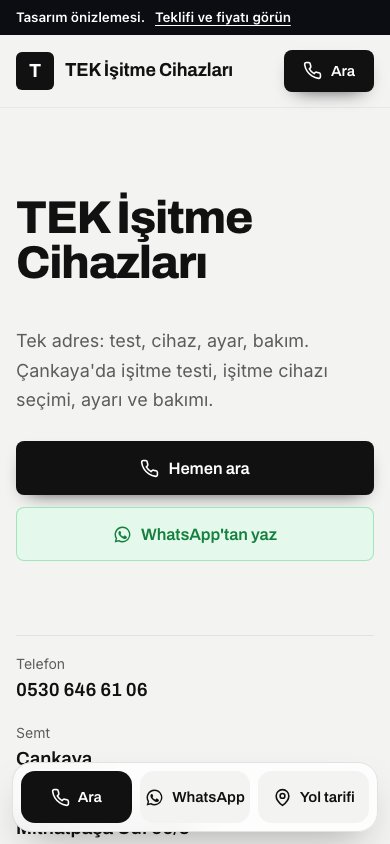 Tasarım önizlemesi. Teklifi ve fiyatı görün
T TEK İşitme Cihazları Ara
TEK İşitme
Cihazları
Tek adres: test, cihaz, ayar, bakım.
Çankaya'da işitme testi, işitme cihazı
seçimi, ayarı ve bakımı.
Hemen ara
WhatsApp'tan yaz
Telefon
0530 646 61 06
Semt
Çankaya
Ara WhatsApp Yol tarifi